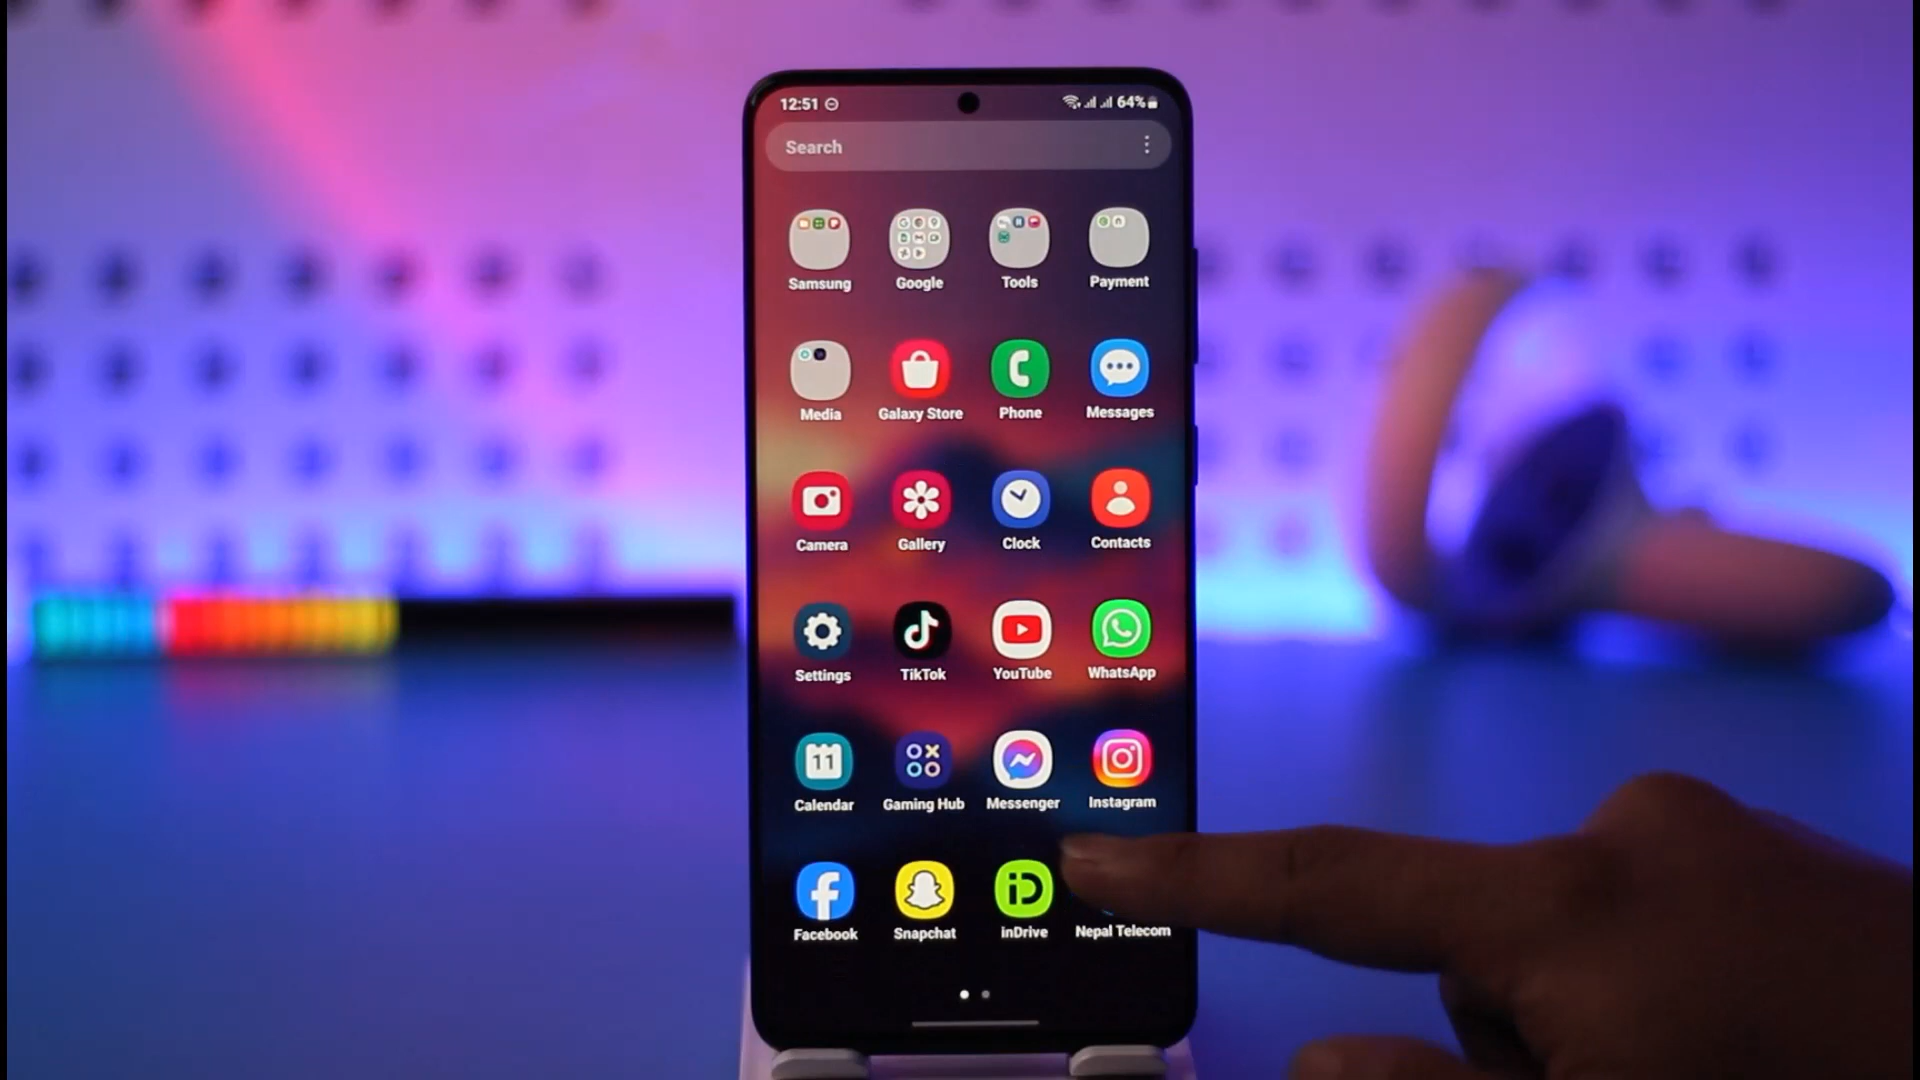 12:51 64%
Search
Samsung Google Tools Payment
Media Galaxy Store Phone Messages
Camera Gallery Clock Contacts
Settings TikTok YouTube WhatsApp
11
Calendar Gaming Hub Messenger Instagram
iD
Facebook Snapchat inDrive Nepal Telecom